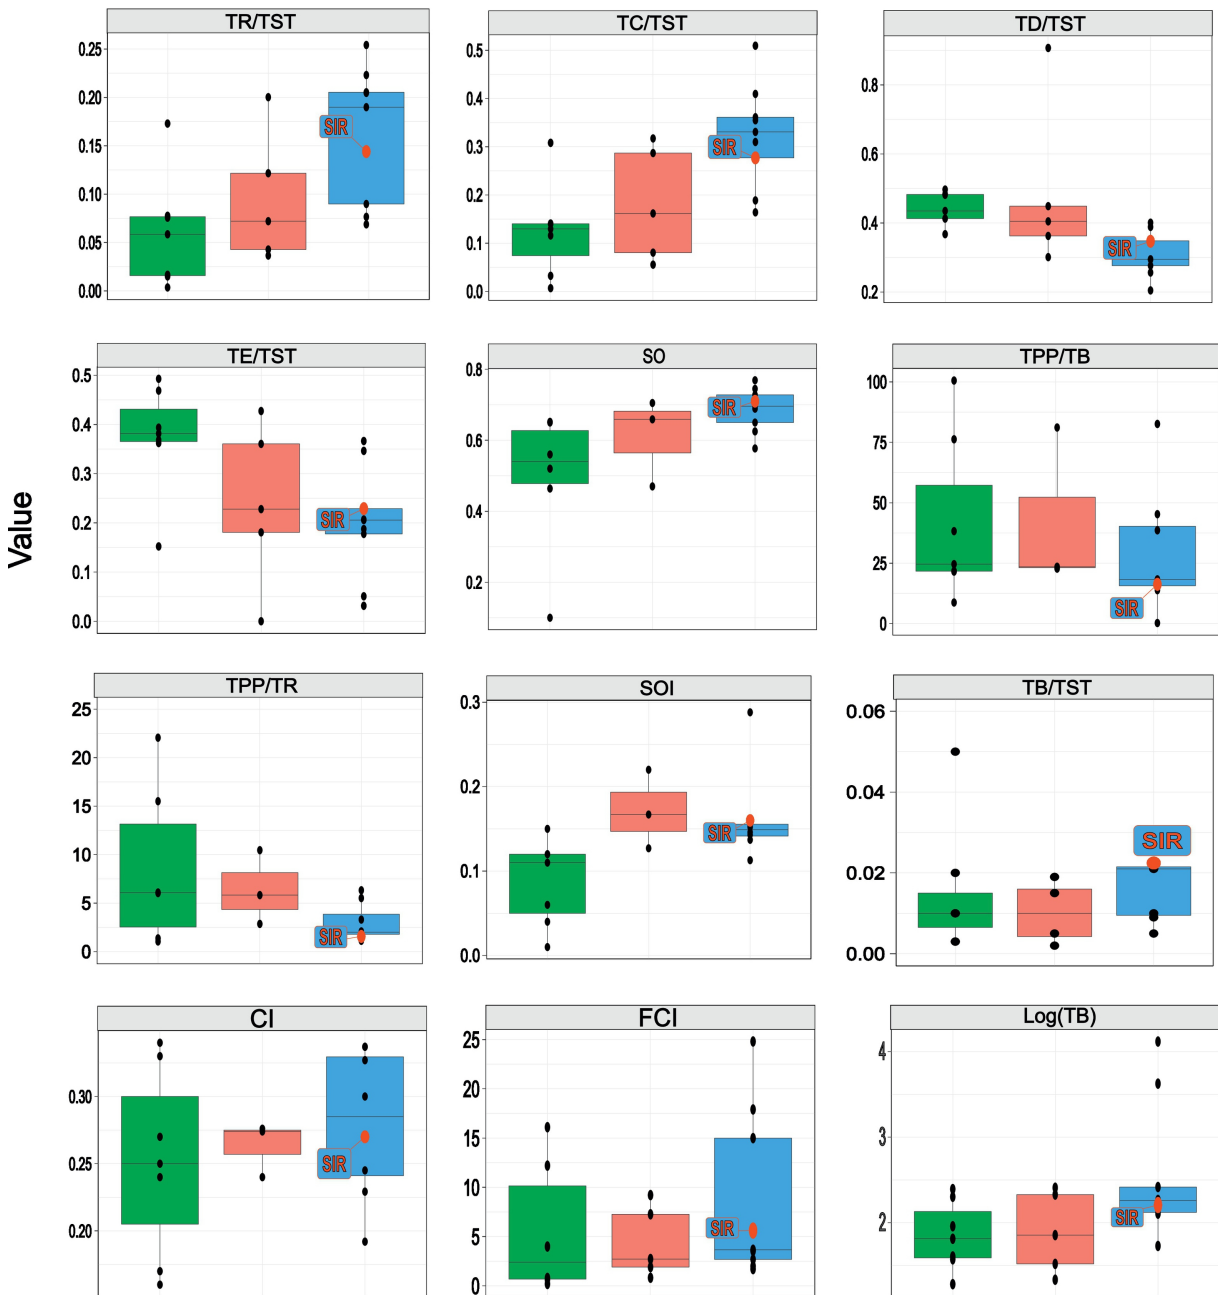 TR/TST
0.25
0.20
0.15
0.10
0.05
0.00
SIR
TC/TST
0.5
0.4
0.3
0.2
0.1
0.0
SIR
TD/TST
0.8
0.6
0.4
0.2
SIR
Value
TE/TST
0.5
0.4
0.3
0.2
0.1
0.0
SIR
SO
0.8
0.6
0.4
0.2
SIR
TPP/TB
100
75
50
25
0
SIR
TPP/TR
25
20
15
10
5
0
SIR
SOI
0.3
0.2
0.1
0.0
SIR
TB/TST
0.06
0.04
0.02
0.00
SIR
CI
0.30
0.25
0.20
SIR
FCI
25
20
15
10
5
0
SIR
Log(TB)
4
3
2
SIR